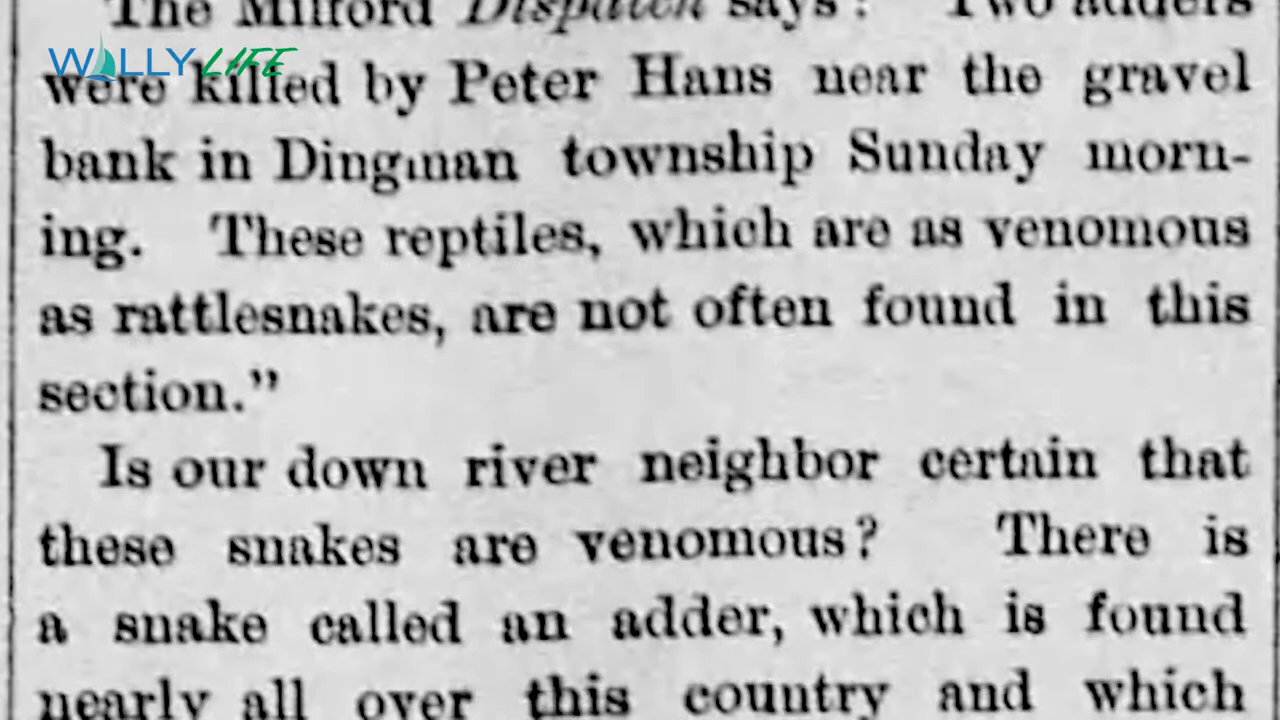 The Milford Dispatch says: "Two adders
WALLY LIFE
were killed by Peter Hans near the gravel
bank in Dingman township Sunday morn-
ing. These reptiles, which are as venomous
as rattlesnakes, are not often found in this
section."
Is our down river neighbor certain that
these snakes are venomous? There is
a snake called an adder, which is found
nearly all over this country and which